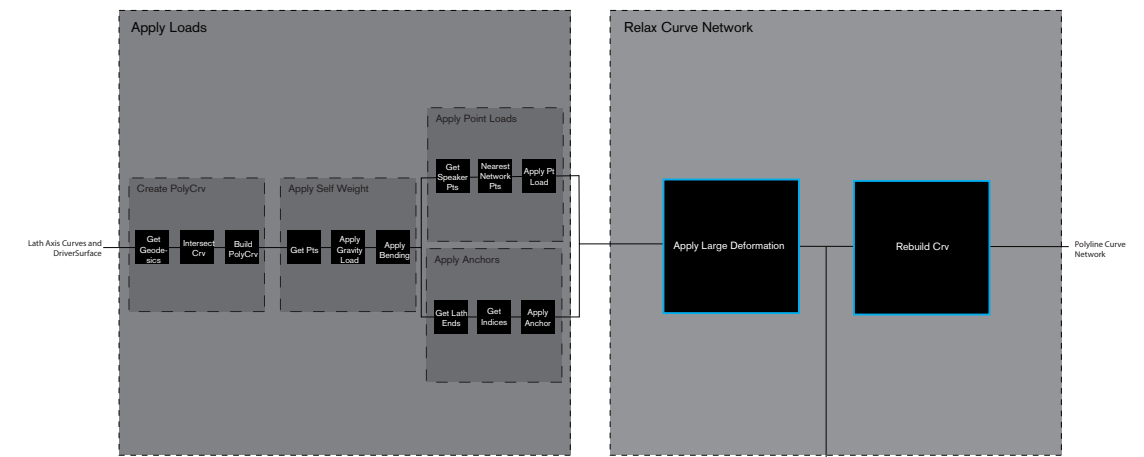 Apply Loads
Relax Curve Network
Apply Point Loads
Get
Speaker
Pts
Nearest
Network
Pts
Apply Pt
Load
Create PolyCrv
Apply Self Weight
Lath Axis Curves and
DriverSurface
Get
Geode-
sics
Intersect
Crv
Build
PolyCrv
Get Pts
Apply
Gravity
Load
Apply
Bending
Apply Anchors
Get Lath
Ends
Get
Indices
Apply
Anchor
Apply Large Deformation
Rebuild Crv
Polyline Curve
Network